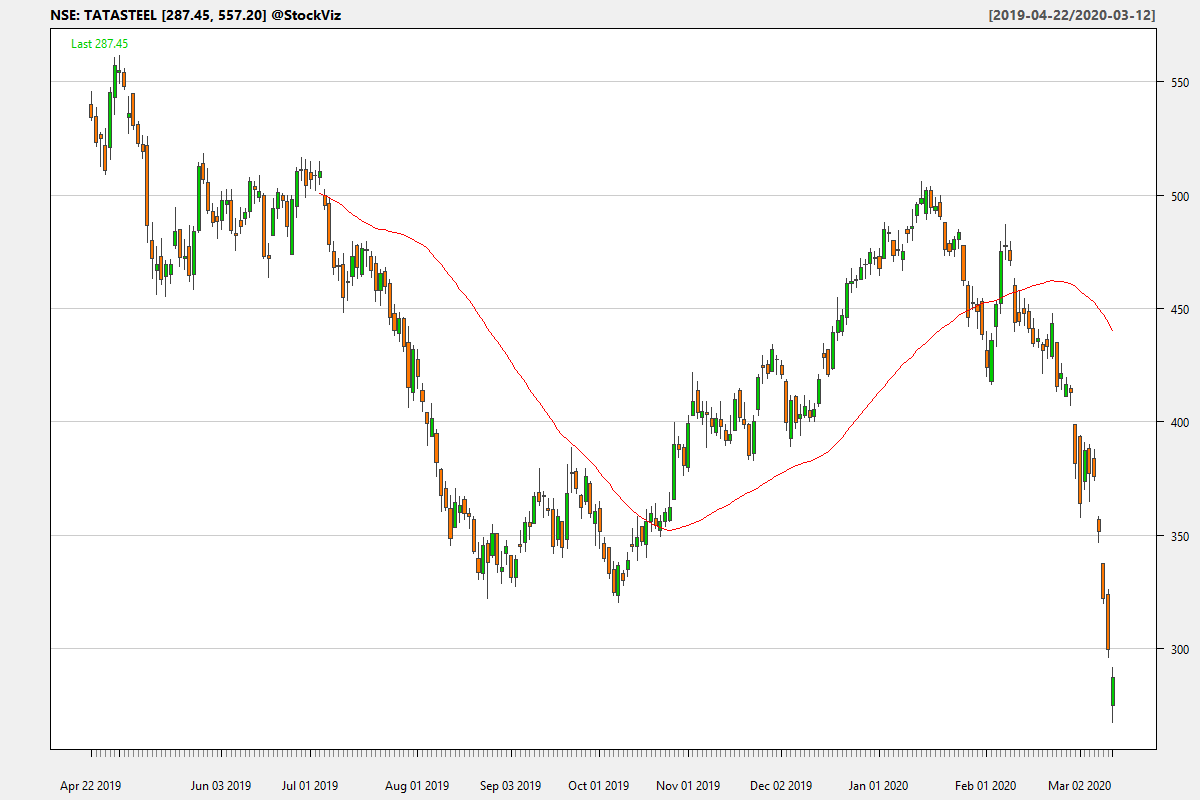 NSE: TATASTEEL [287.45, 557.20] @StockViz
[2019-04-22/2020-03-12]
Last 287.45
550
500
450
400
350
300
Apr 22 2019
Jun 03 2019
Jul 01 2019
Aug 01 2019
Sep 03 2019
Oct 01 2019
Nov 01 2019
Dec 02 2019
Jan 01 2020
Feb 01 2020
Mar 02 2020